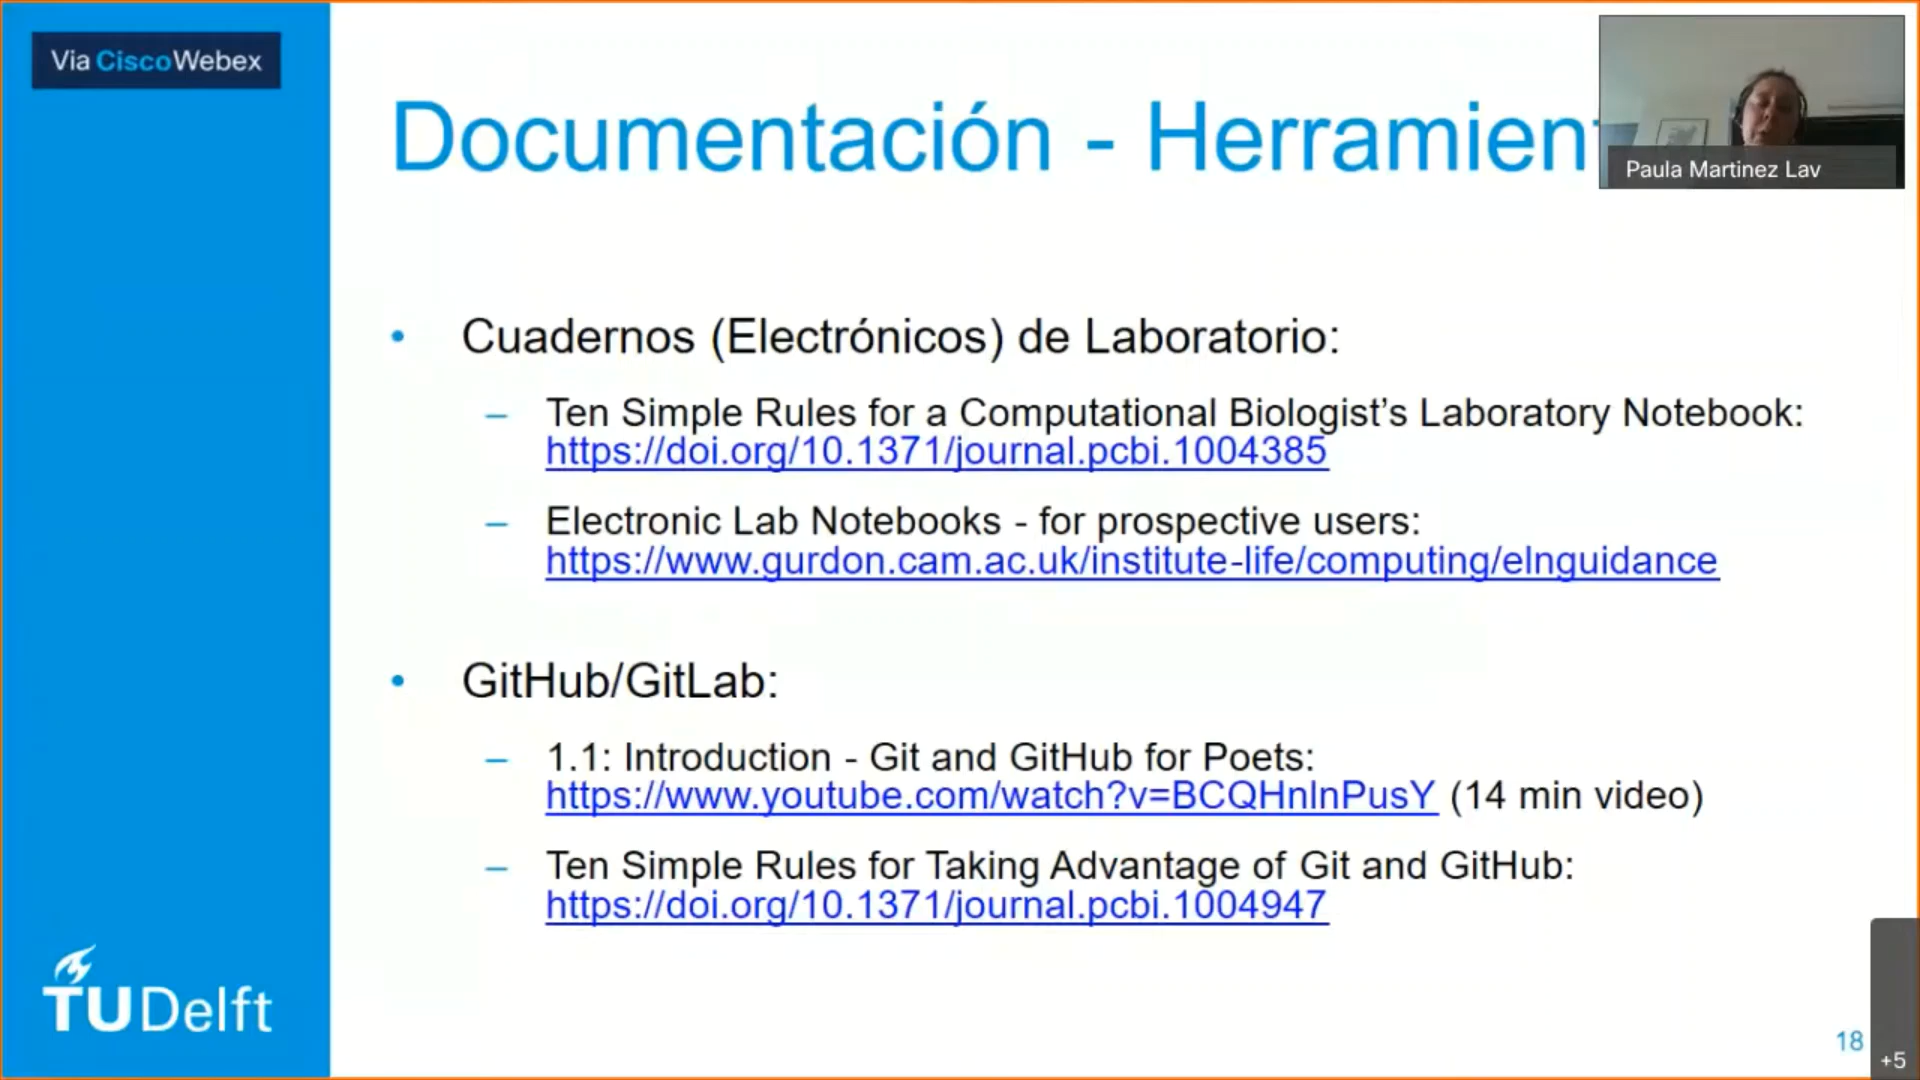 Via CiscoWebex
Documentación - Herramien
Paula Martinez Lav
• Cuadernos (Electrónicos) de Laboratorio:
– Ten Simple Rules for a Computational Biologist’s Laboratory Notebook:
https://doi.org/10.1371/journal.pcbi.1004385
– Electronic Lab Notebooks - for prospective users:
https://www.gurdon.cam.ac.uk/institute-life/computing/elnguidance
• GitHub/GitLab:
– 1.1: Introduction - Git and GitHub for Poets:
https://www.youtube.com/watch?v=BCQHnlnPusY (14 min video)
– Ten Simple Rules for Taking Advantage of Git and GitHub:
https://doi.org/10.1371/journal.pcbi.1004947
TUDelft
18
+5